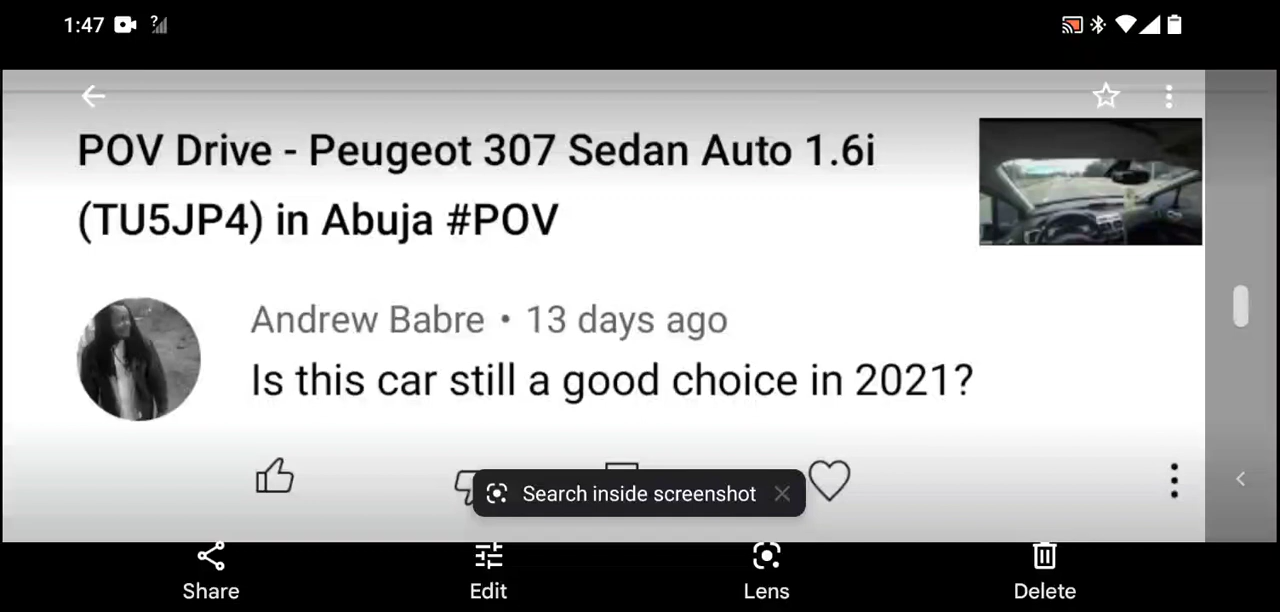 1:47
POV Drive - Peugeot 307 Sedan Auto 1.6i
(TU5JP4) in Abuja #POV
Andrew Babre • 13 days ago
Is this car still a good choice in 2021?
Search inside screenshot
Share Edit Lens Delete